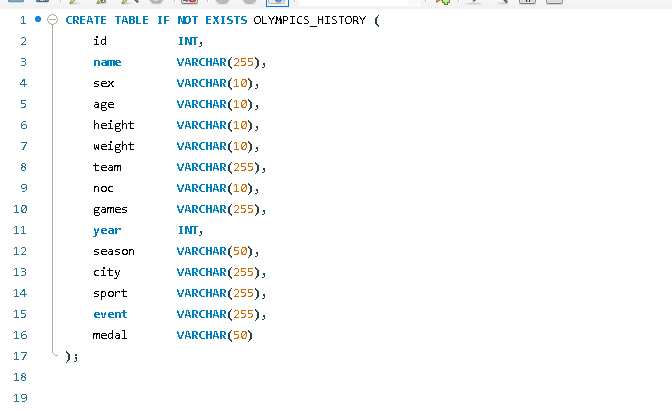 1 CREATE TABLE IF NOT EXISTS OLYMPICS_HISTORY (
2 id INT,
3 name VARCHAR(255),
4 sex VARCHAR(10),
5 age VARCHAR(10),
6 height VARCHAR(10),
7 weight VARCHAR(10),
8 team VARCHAR(255),
9 noc VARCHAR(10),
10 games VARCHAR(255),
11 year INT,
12 season VARCHAR(50),
13 city VARCHAR(255),
14 sport VARCHAR(255),
15 event VARCHAR(255),
16 medal VARCHAR(50)
17 );
18
19